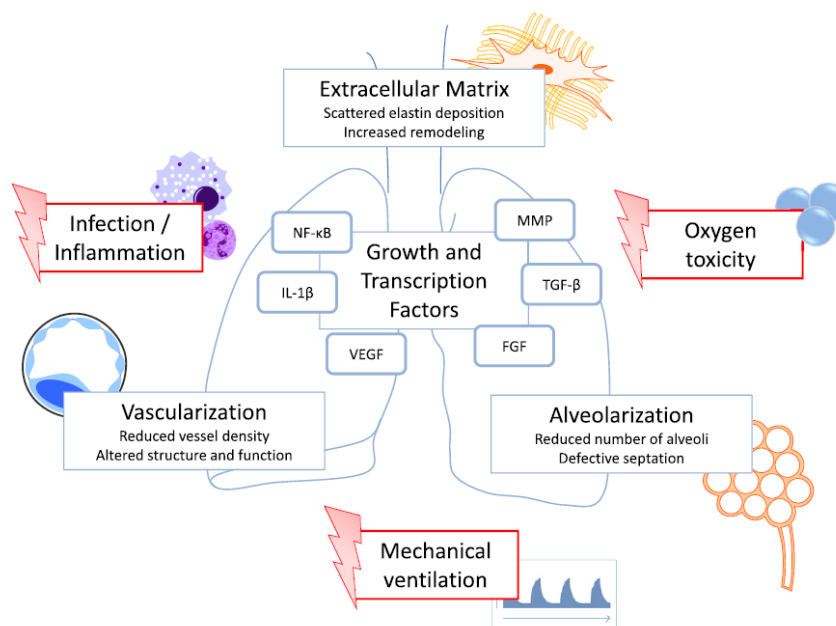 Extracellular Matrix
Scattered elastin deposition
Increased remodeling
Infection /
Inflammation
NF-κB
MMP
Oxygen
toxicity
Growth and
Transcription
Factors
IL-1β
TGF-β
VEGF
FGF
Vascularization
Reduced vessel density
Altered structure and function
Alveolarization
Reduced number of alveoli
Defective septation
Mechanical
ventilation